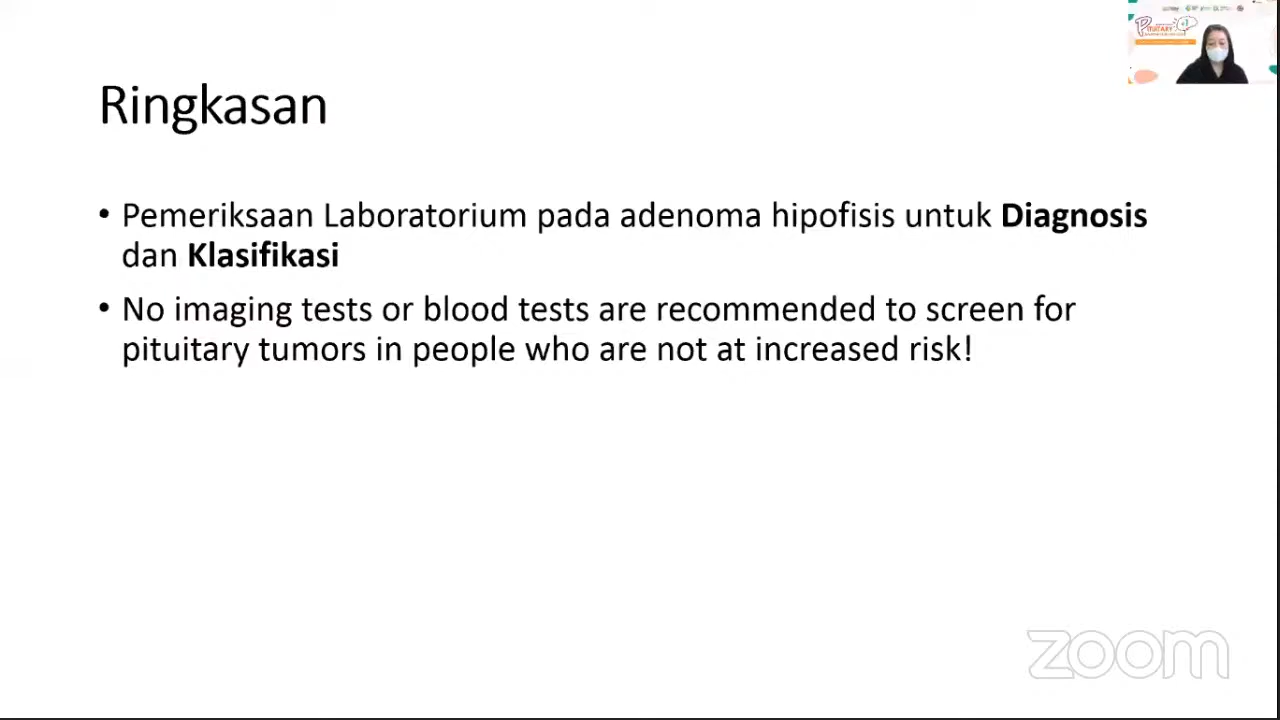 PITUITARY
Ringkasan
• Pemeriksaan Laboratorium pada adenoma hipofisis untuk Diagnosis
dan Klasifikasi
• No imaging tests or blood tests are recommended to screen for
pituitary tumors in people who are not at increased risk!
zoom